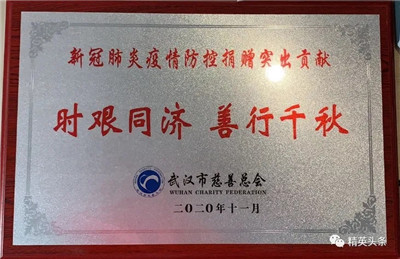 新冠肺炎疫情防控捐赠突出贡献
时艰同济 善行千秋
武汉市慈善总会
WUHAN CHARITY FEDERATION
二〇二〇年十一月
精英头条